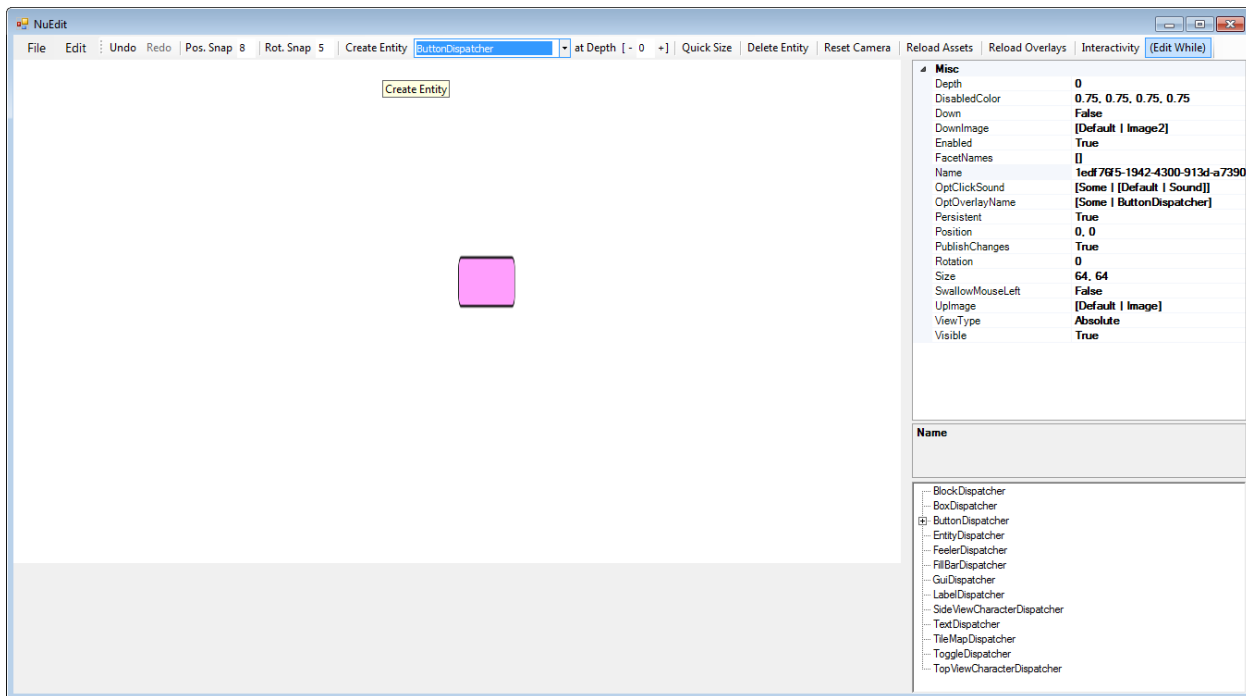 NuEdit
File Edit Undo Redo Pos. Snap 8 Rot. Snap 5 Create Entity ButtonDispatcher at Depth [ - 0 +] Quick Size Delete Entity Reset Camera Reload Assets Reload Overlays Interactivity (Edit While)
Create Entity
Misc
Depth 0
DisabledColor 0.75, 0.75, 0.75, 0.75
Down False
DownImage [Default | Image2]
Enabled True
FacetNames []
Name 1edf76f5-1942-4300-913d-a7390
OptClickSound [Some | [Default | Sound]]
OptOverlayName [Some | ButtonDispatcher]
Persistent True
Position 0, 0
PublishChanges True
Rotation 0
Size 64, 64
SwallowMouseLeft False
UpImage [Default | Image]
ViewType Absolute
Visible True
Name
BlockDispatcher
BoxDispatcher
ButtonDispatcher
EntityDispatcher
FeelerDispatcher
FillBarDispatcher
GuiDispatcher
LabelDispatcher
SideViewCharacterDispatcher
TextDispatcher
TileMapDispatcher
ToggleDispatcher
TopViewCharacterDispatcher